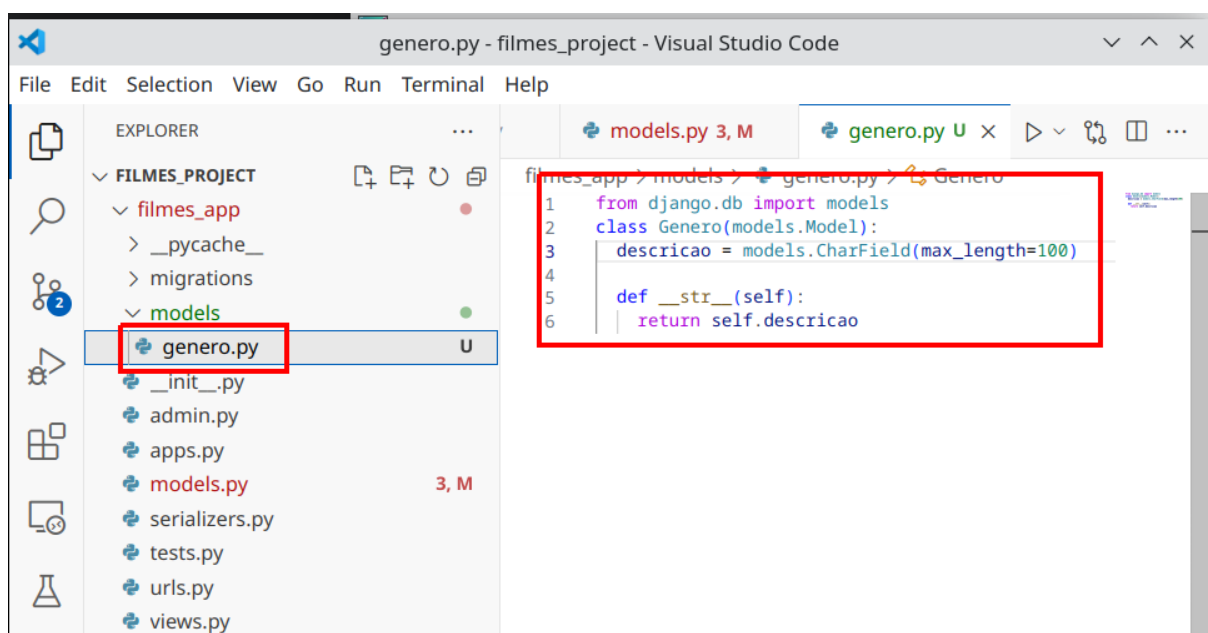 genero.py - filmes_project - Visual Studio Code
File Edit Selection View Go Run Terminal Help
EXPLORER
FILMES_PROJECT
filmes_app
__pycache__
migrations
models
genero.py U
__init__.py
admin.py
apps.py
models.py 3, M
serializers.py
tests.py
urls.py
views.py
2
models.py 3, M genero.py U
filmes_app > models > genero.py > Genero
1 from django.db import models
2 class Genero(models.Model):
3 descricao = models.CharField(max_length=100)
4
5 def __str__(self):
6 return self.descricao